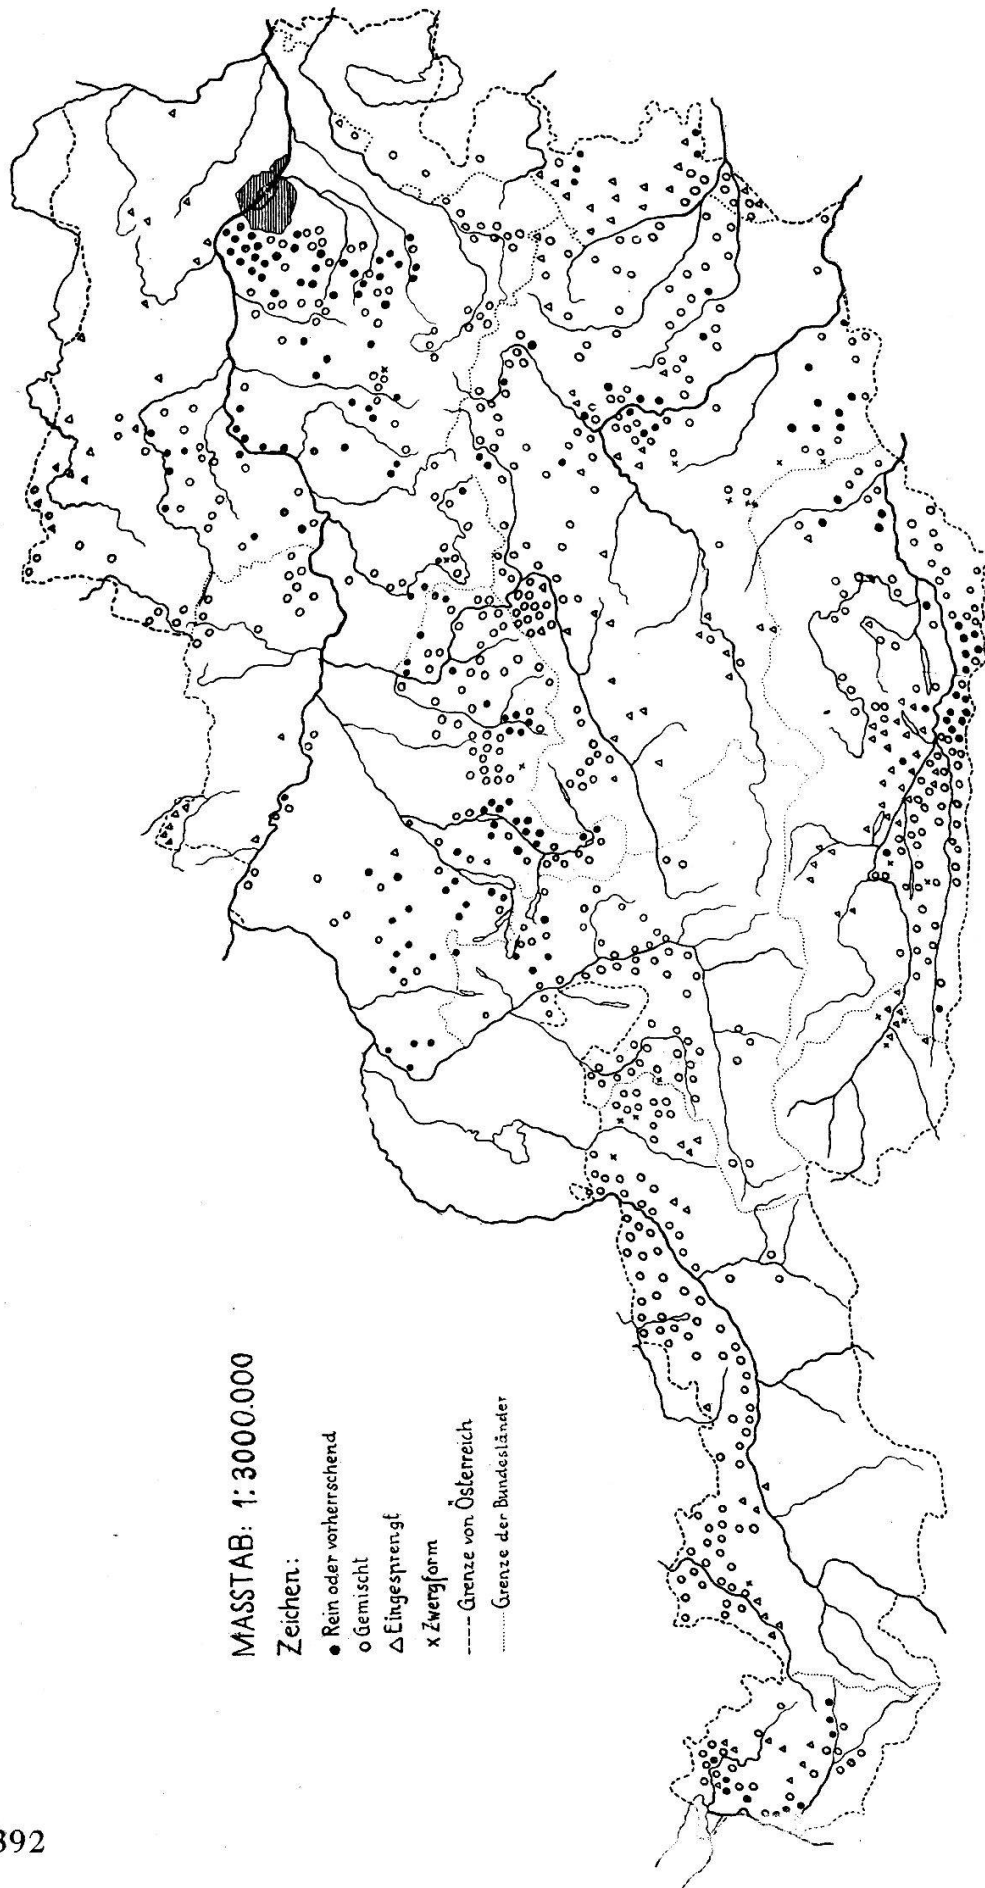 MASSTAB: 1:3000.000
Zeichen:
Rein oder vorherrschend
Gemischt
Eingesprengt
x Zwergform
Grenze von Österreich
Grenze der Bundesländer
392